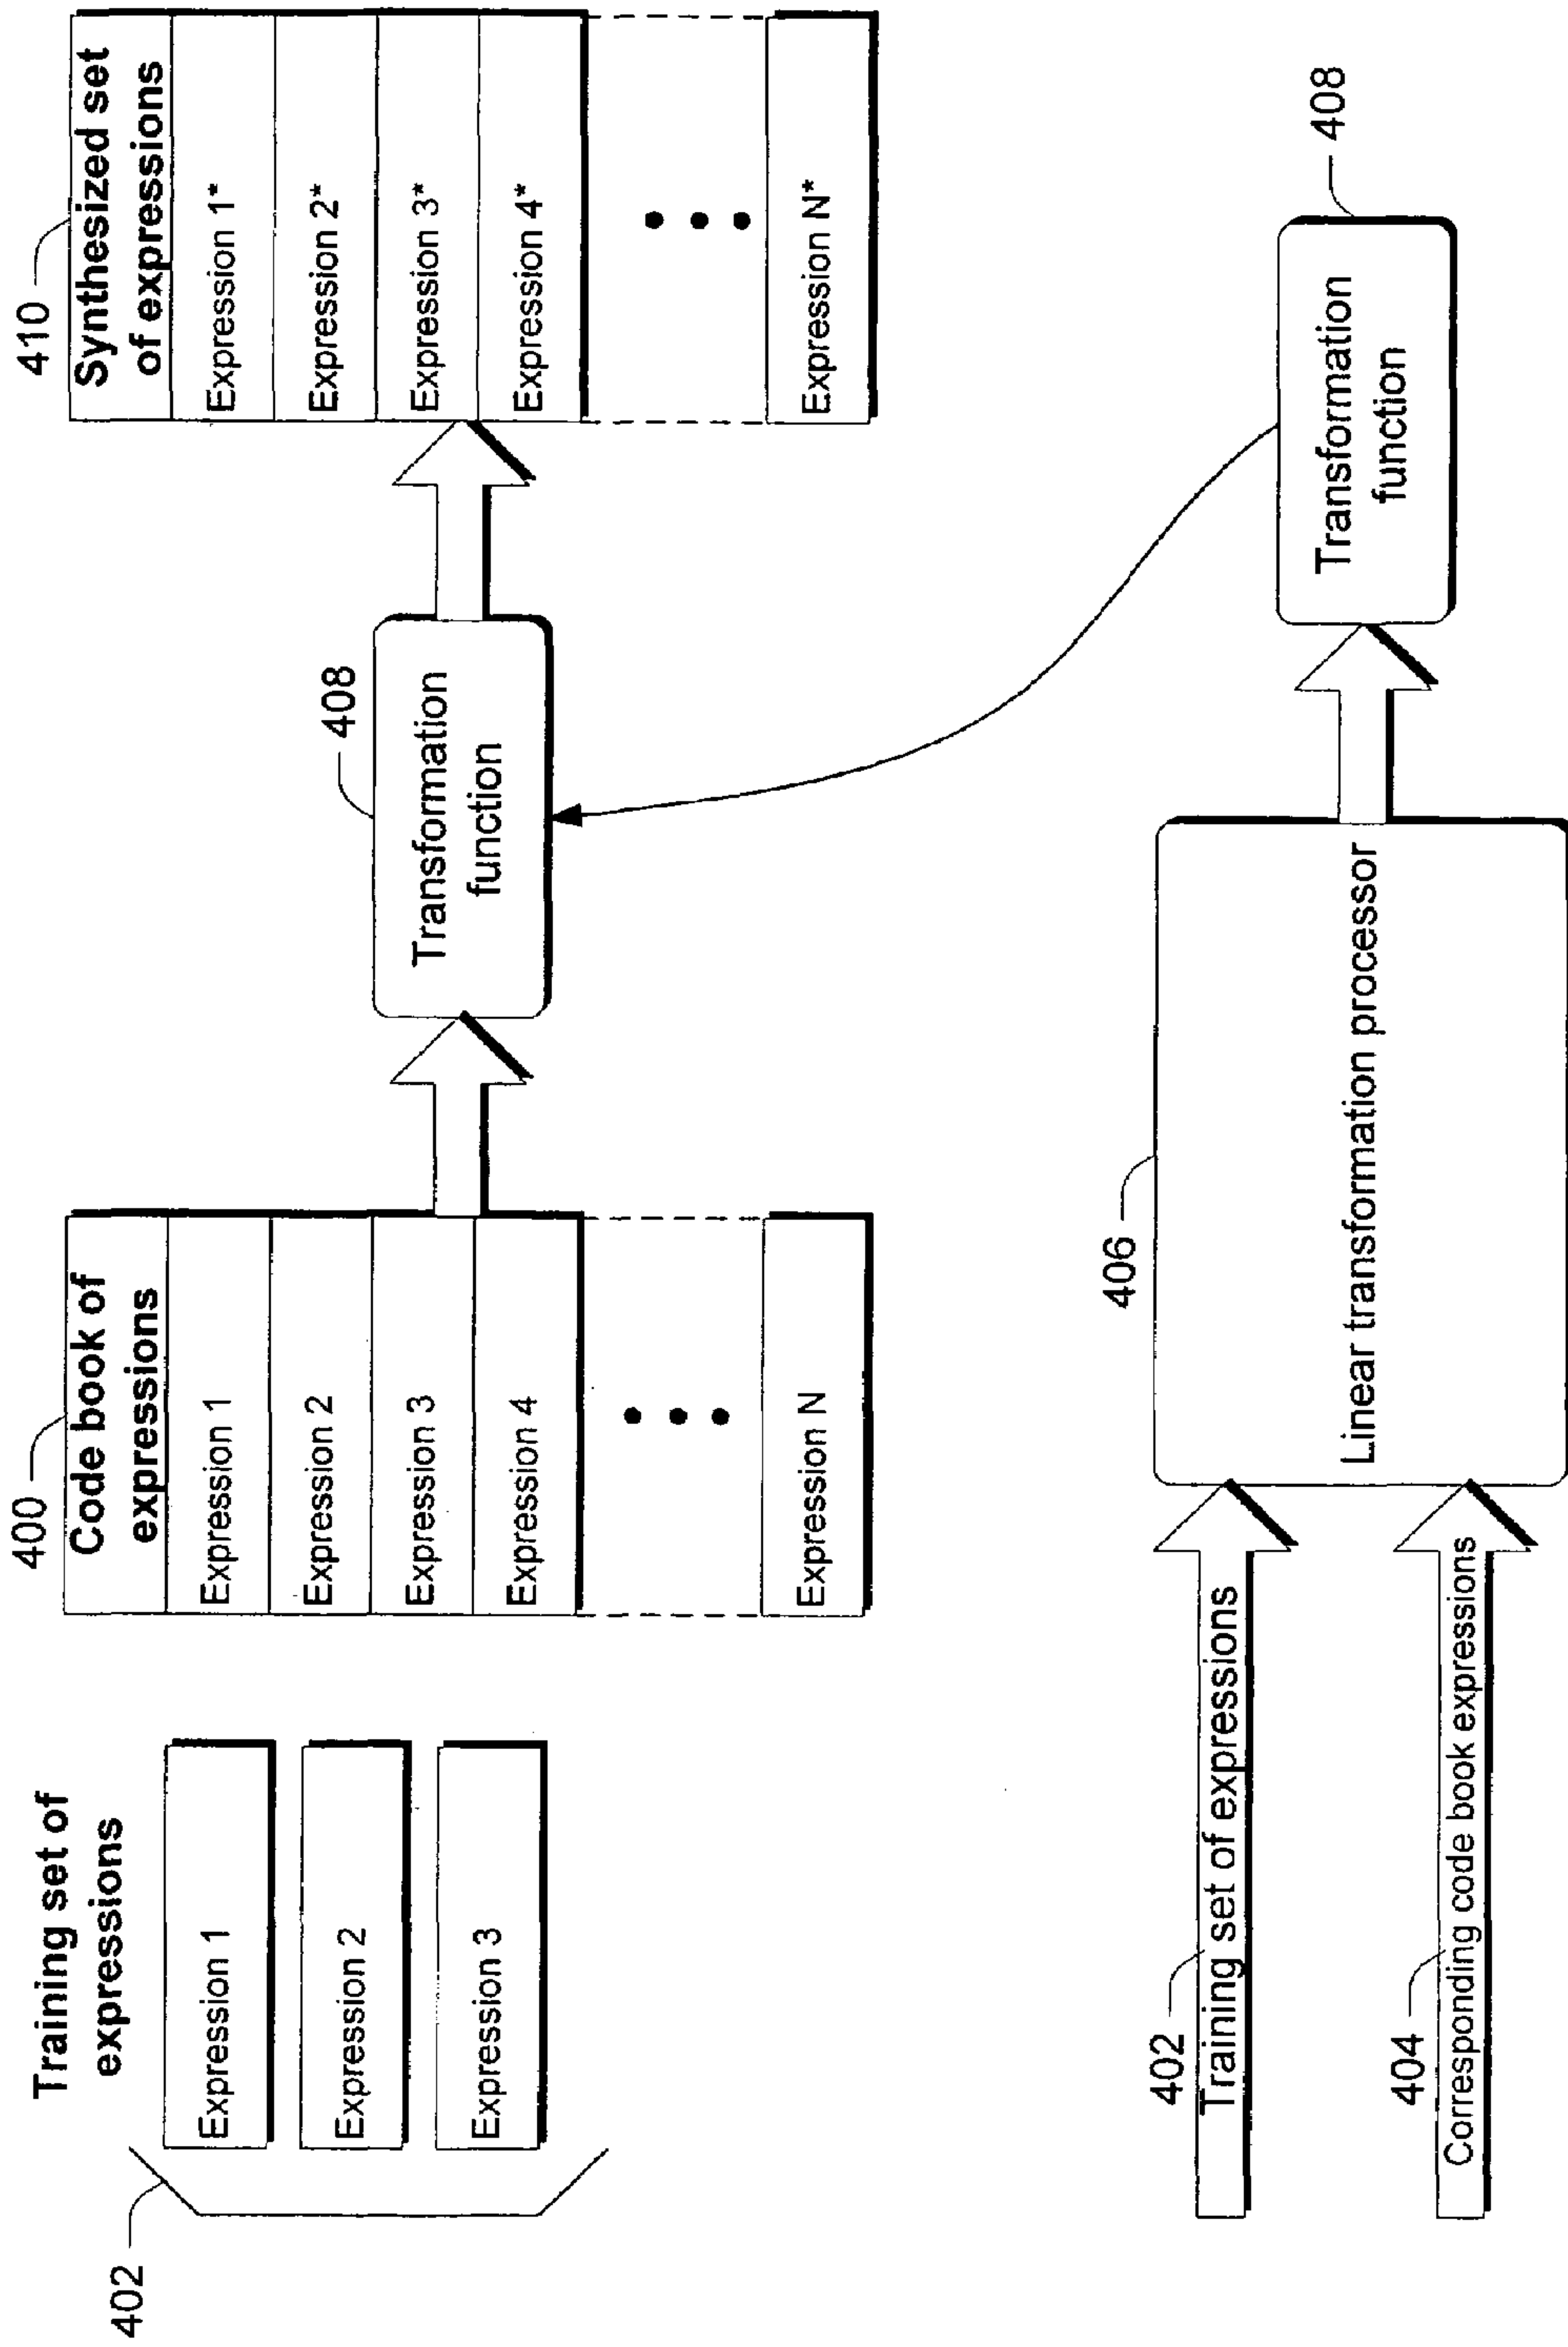 Training set of
expressions
402
Expression 1
Expression 2
Expression 3
400
Code book of
expressions
Expression 1
Expression 2
Expression 3
Expression 4
Expression N
408
Transformation
function
410
Synthesized set
of expressions
Expression 1*
Expression 2*
Expression 3*
Expression 4*
Expression N*
402
Training set of expressions
404
Corresponding code book expressions
406
Linear transformation processor
408
Transformation
function